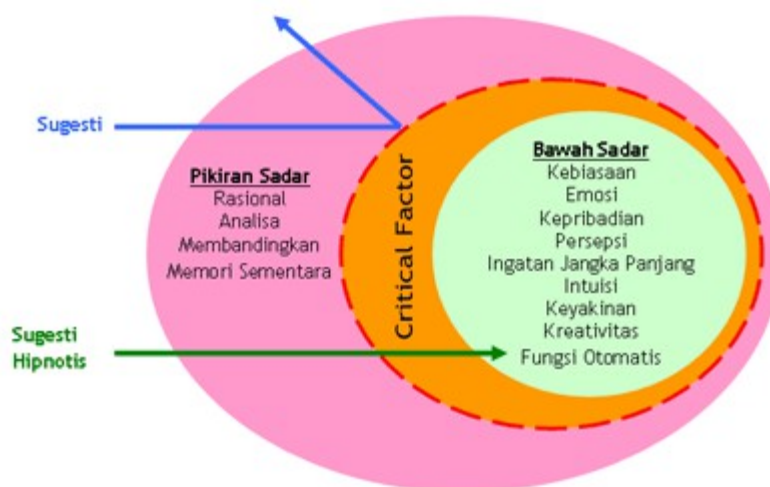 Sugesti
Pikiran Sadar
Rasional
Analisa
Membandingkan
Memori Sementara
Critical Factor
Bawah Sadar
Kebiasaan
Emosi
Kepribadian
Persepsi
Ingatan Jangka Panjang
Intuisi
Keyakinan
Kreativitas
Fungsi Otomatis
Sugesti
Hipnotis